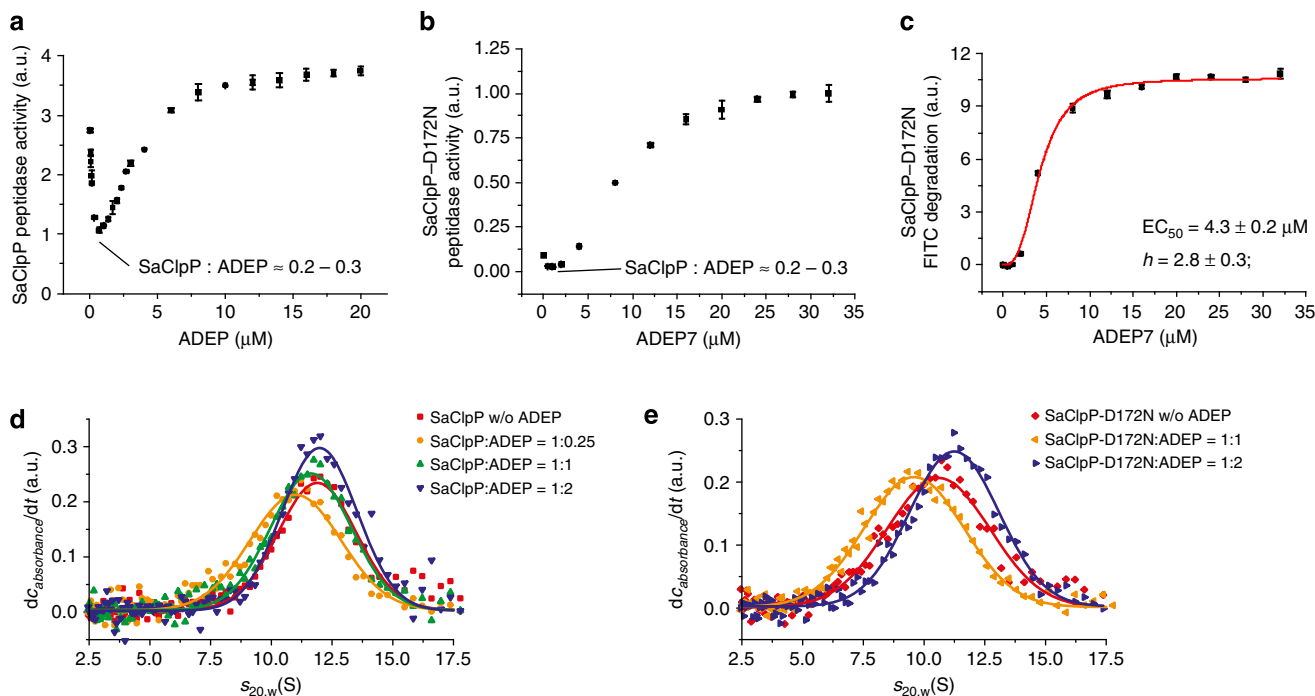 a
SaClpP peptidase activity (a.u.)
5
4
3
2
1
0
SaClpP : ADEP ≈ 0.2 – 0.3
0 5 10 15 20
ADEP (μM)
b
SaClpP–D172N
peptidase activity (a.u.)
1.25
1.00
0.75
0.50
0.25
0.00
SaClpP : ADEP ≈ 0.2 – 0.3
0 5 10 15 20 25 30 35
ADEP7 (μM)
c
SaClpP–D172N
FITC degradation (a.u.)
12
9
6
3
0
EC50 = 4.3 ± 0.2 μM
h = 2.8 ± 0.3;
0 5 10 15 20 25 30 35
ADEP7 (μM)
d
dcabsorbance/dt (a.u.)
0.3
0.2
0.1
0.0
SaClpP w/o ADEP
SaClpP:ADEP = 1:0.25
SaClpP:ADEP = 1:1
SaClpP:ADEP = 1:2
2.5 5.0 7.5 10.0 12.5 15.0 17.5
s20,w(S)
e
dcabsorbance/dt (a.u.)
0.3
0.2
0.1
0.0
SaClpP-D172N w/o ADEP
SaClpP-D172N:ADEP = 1:1
SaClpP-D172N:ADEP = 1:2
2.5 5.0 7.5 10.0 12.5 15.0 17.5
s20,w(S)